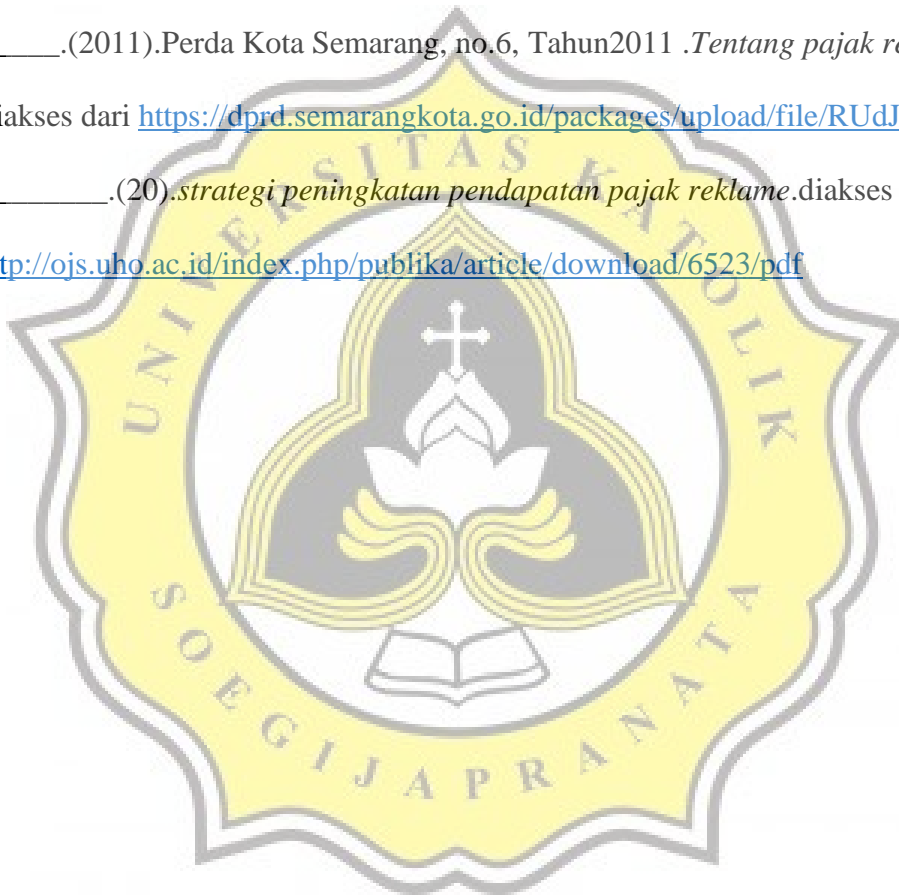 ____.(2011).Perda Kota Semarang, no.6, Tahun2011 .Tentang pajak re
iakses dari https://dprd.semarangkota.go.id/packages/upload/file/RUdJ
________.(20).strategi peningkatan pendapatan pajak reklame.diakses
tp://ojs.uho.ac.id/index.php/publika/article/download/6523/pdf
UNIVERSITAS KATOLIK
SOEGIJAPRANATA